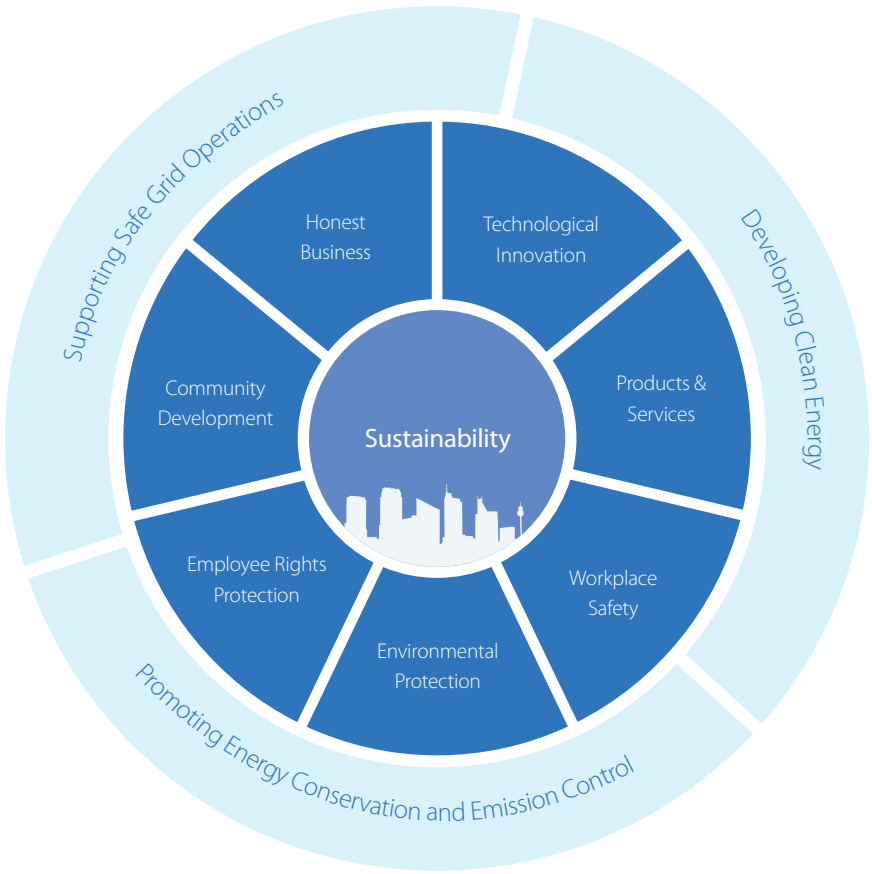 Supporting Safe Grid Operations
Developing Clean Energy
Promoting Energy Conservation and Emission Control
Honest
Business
Technological
Innovation
Community
Development
Products &
Services
Sustainability
Employee Rights
Protection
Workplace
Safety
Environmental
Protection